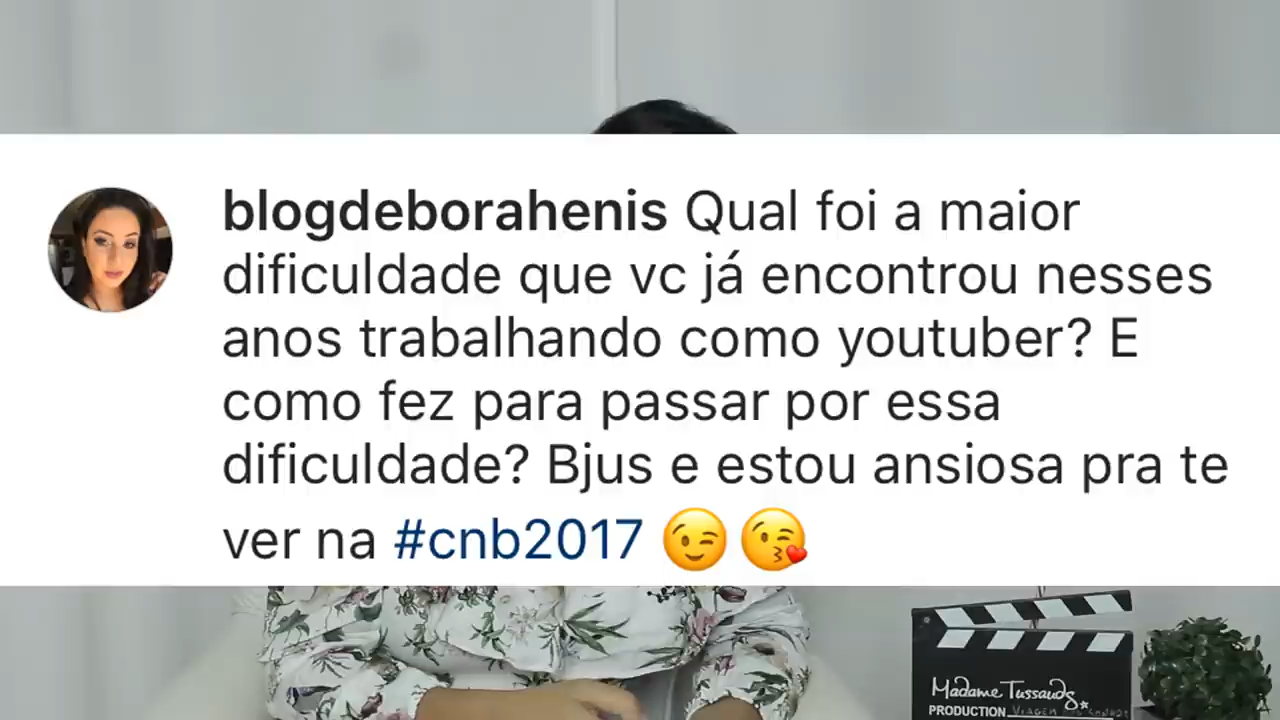 blogdeborahenis Qual foi a maior
dificuldade que vc já encontrou nesses
anos trabalhando como youtuber? E
como fez para passar por essa
dificuldade? Bjus e estou ansiosa pra te
ver na #cnb2017 😉😘
Madame Tussauds
PRODUCTION VIAGEM